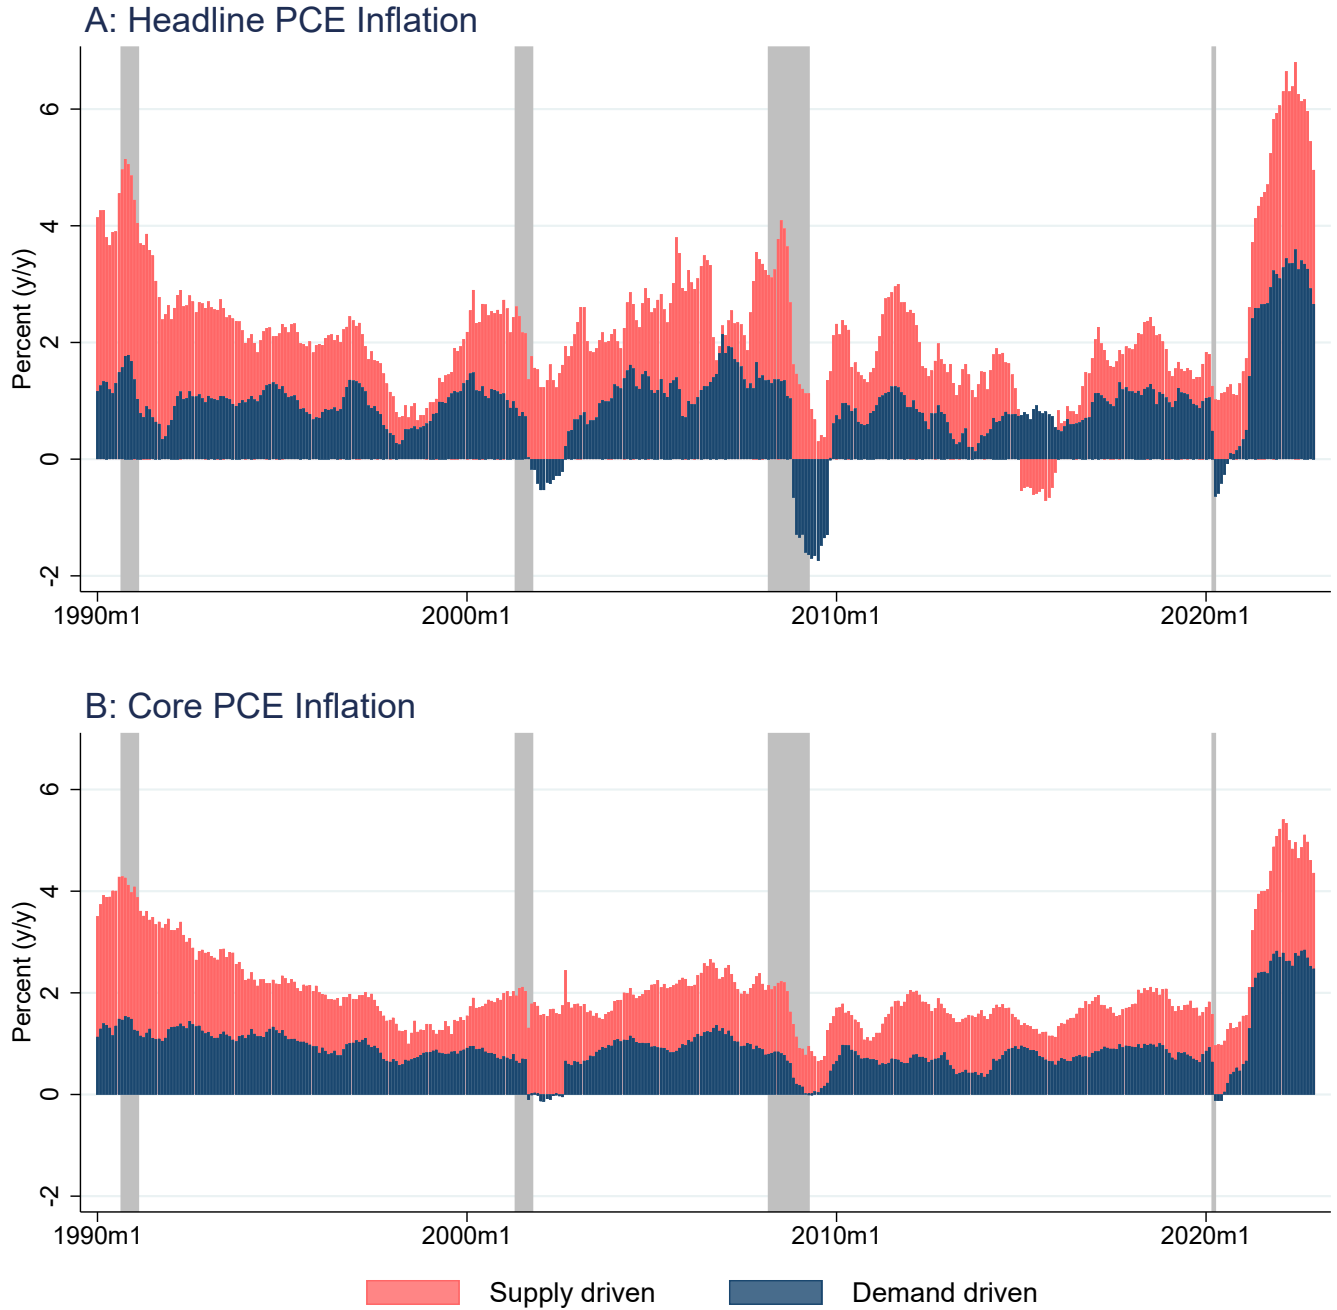 A: Headline PCE Inflation
Percent (y/y)
6
4
2
0
-2
1990m1 2000m1 2010m1 2020m1
B: Core PCE Inflation
Percent (y/y)
6
4
2
0
-2
1990m1 2000m1 2010m1 2020m1
Supply driven Demand driven